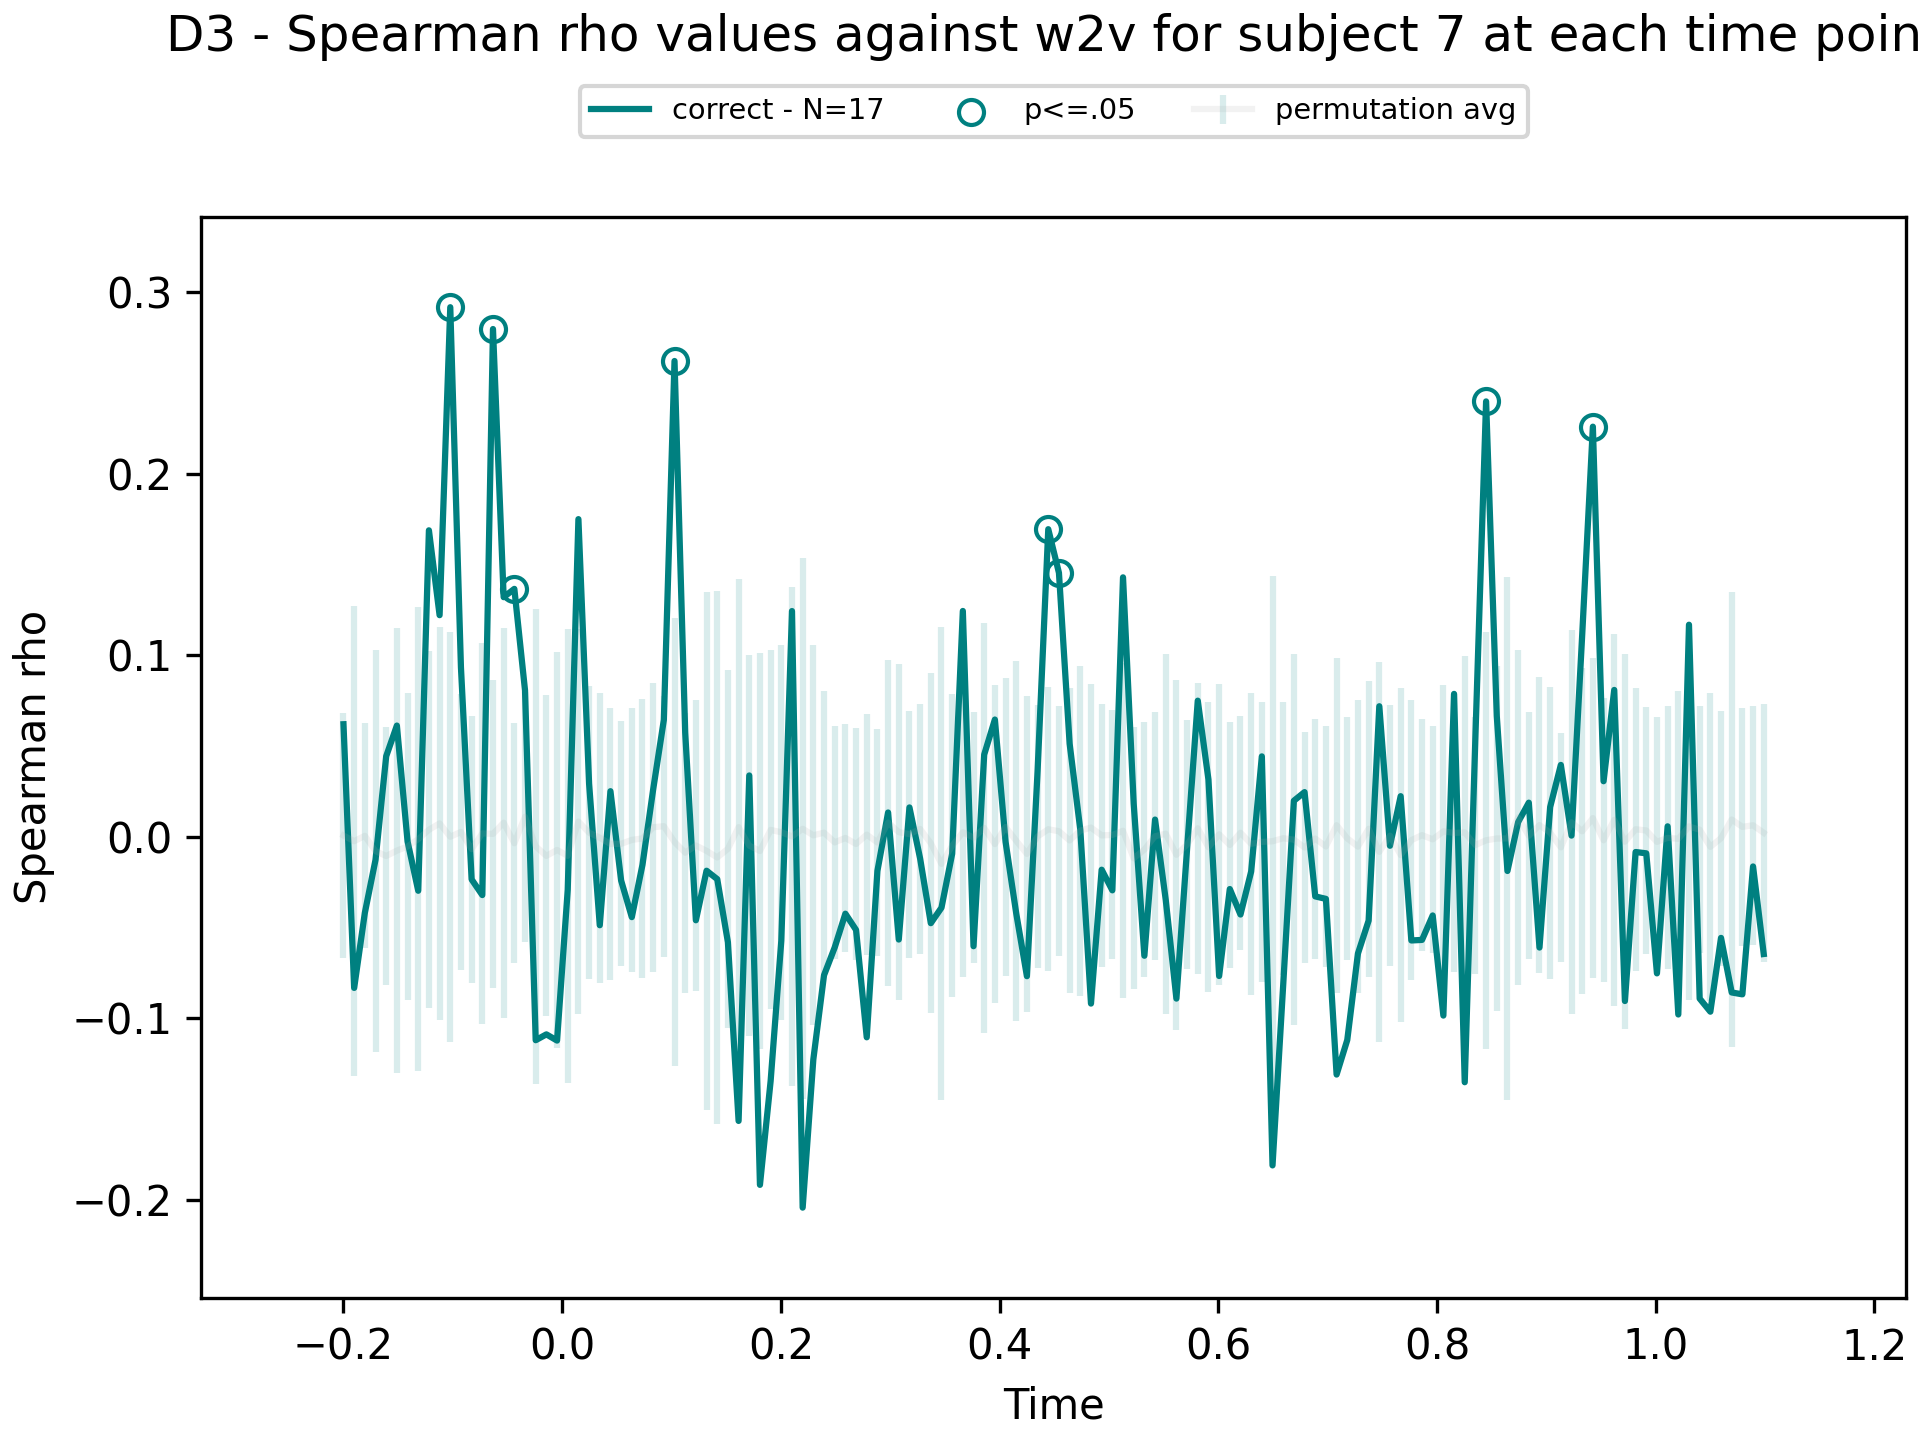 D3 - Spearman rho values against w2v for subject 7 at each time poin
correct - N=17
p<=.05
permutation avg
0.3
0.2
0.1
0.0
−0.1
−0.2
Spearman rho
−0.2
0.0
0.2
0.4
0.6
0.8
1.0
1.2
Time